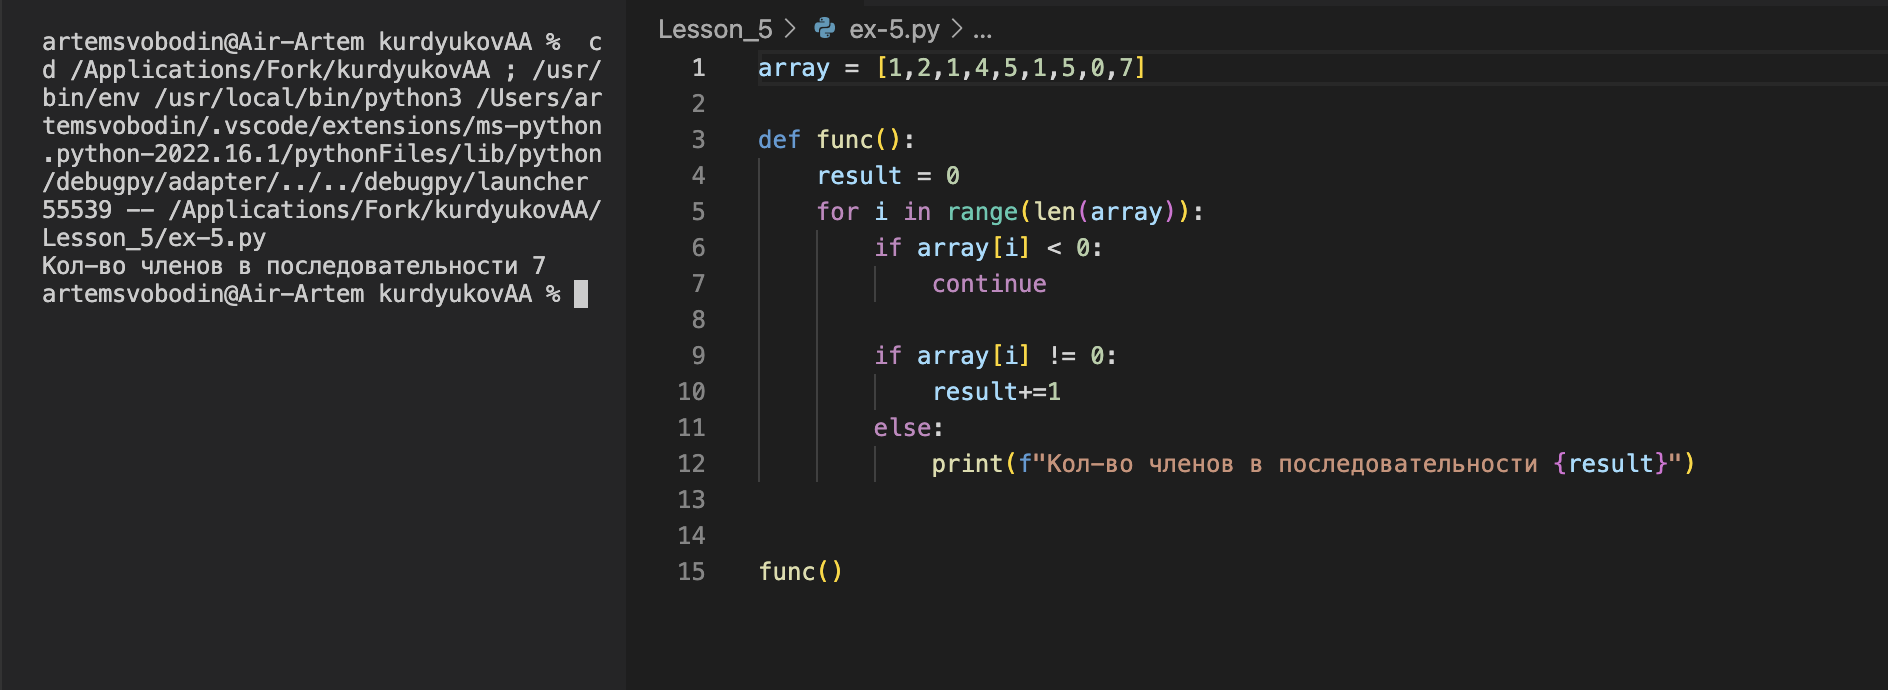 artemsvobodin@Air-Artem kurdyukovAA %  c
d /Applications/Fork/kurdyukovAA ; /usr/
bin/env /usr/local/bin/python3 /Users/ar
temsvobodin/.vscode/extensions/ms-python
.python-2022.16.1/pythonFiles/lib/python
/debugpy/adapter/../../debugpy/launcher
55539 -- /Applications/Fork/kurdyukovAA/
Lesson_5/ex-5.py
Кол-во членов в последовательности 7
artemsvobodin@Air-Artem kurdyukovAA %
Lesson_5 > ex-5.py > ...
1 array = [1,2,1,4,5,1,5,0,7]
2
3 def func():
4     result = 0
5     for i in range(len(array)):
6         if array[i] < 0:
7             continue
8
9         if array[i] != 0:
10             result+=1
11         else:
12             print(f"Кол-во членов в последовательности {result}")
13
14
15 func()